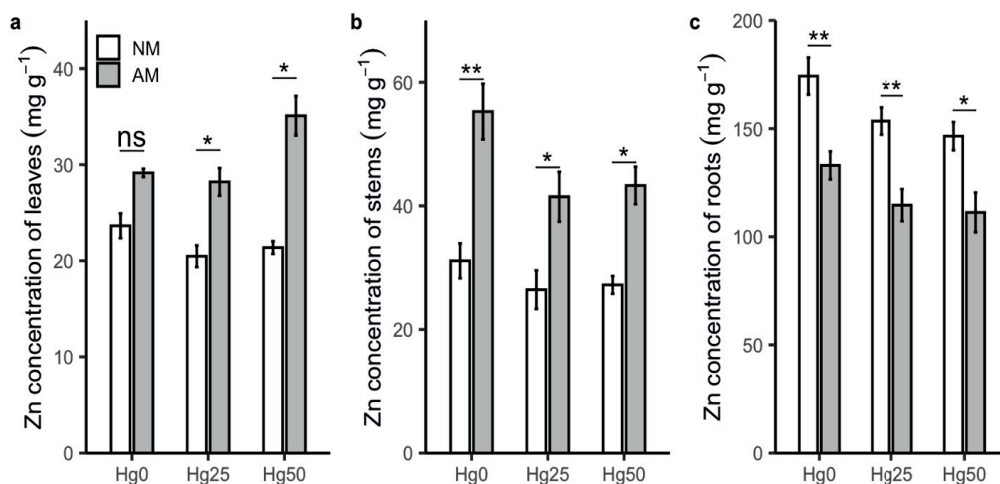 a
Zn concentration of leaves (mg g⁻¹)
40
30
20
10
0
NM
AM
ns
*
*
Hg0 Hg25 Hg50
b
Zn concentration of stems (mg g⁻¹)
60
40
20
0
**
*
*
Hg0 Hg25 Hg50
c
Zn concentration of roots (mg g⁻¹)
200
150
100
50
0
**
**
*
Hg0 Hg25 Hg50